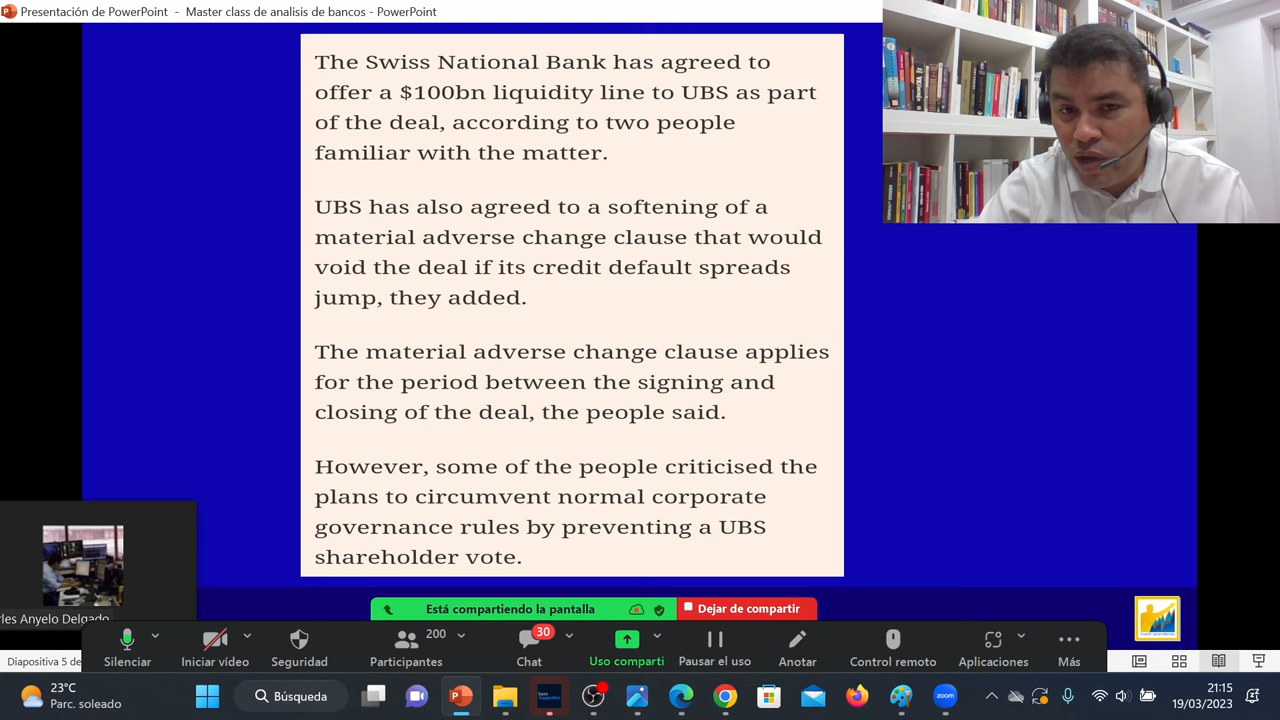 Presentación de PowerPoint - Master class de analisis de bancos - PowerPoint
The Swiss National Bank has agreed to
offer a $100bn liquidity line to UBS as part
of the deal, according to two people
familiar with the matter.
UBS has also agreed to a softening of a
material adverse change clause that would
void the deal if its credit default spreads
jump, they added.
The material adverse change clause applies
for the period between the signing and
closing of the deal, the people said.
However, some of the people criticised the
plans to circumvent normal corporate
governance rules by preventing a UBS
shareholder vote.
rles Anyelo Delgado
Está compartiendo la pantalla
Dejar de compartir
Silenciar
Iniciar vídeo
Seguridad
Participantes
200
Chat
30
Uso comparti
Pausar el uso
Anotar
Control remoto
Aplicaciones
Más
Diapositiva 5 de
23°C
Parc. soleado
Búsqueda
zoom
21:15
19/03/2023